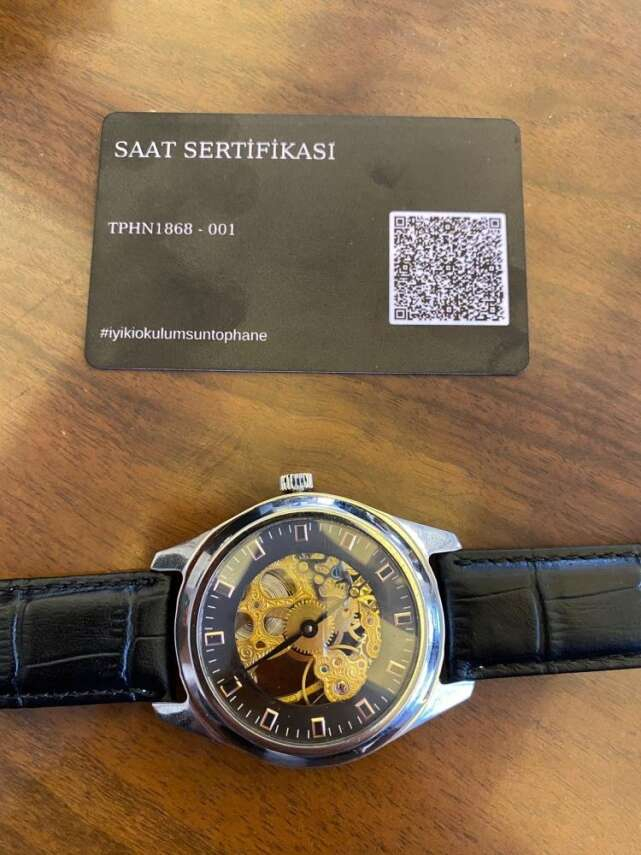 SAAT SERTİFİKASI
TPHN1868 - 001
#iyikiokulumsuntophane